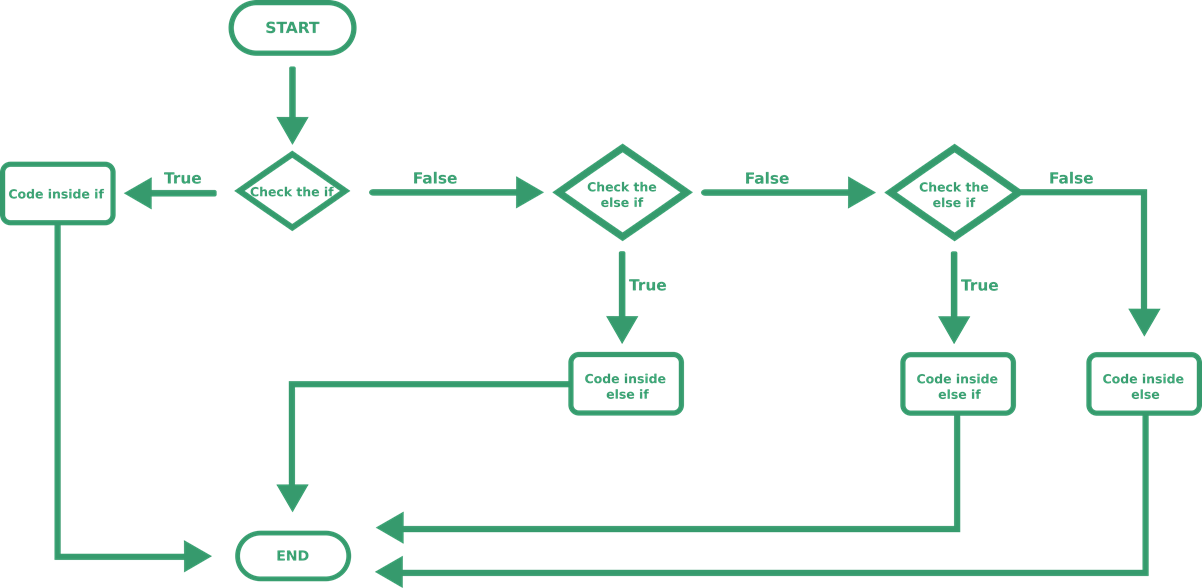 START
True
False
False
False
Code inside if
Check the if
Check the
else if
Check the
else if
True
True
Code inside
else if
Code inside
else if
Code inside
else
END